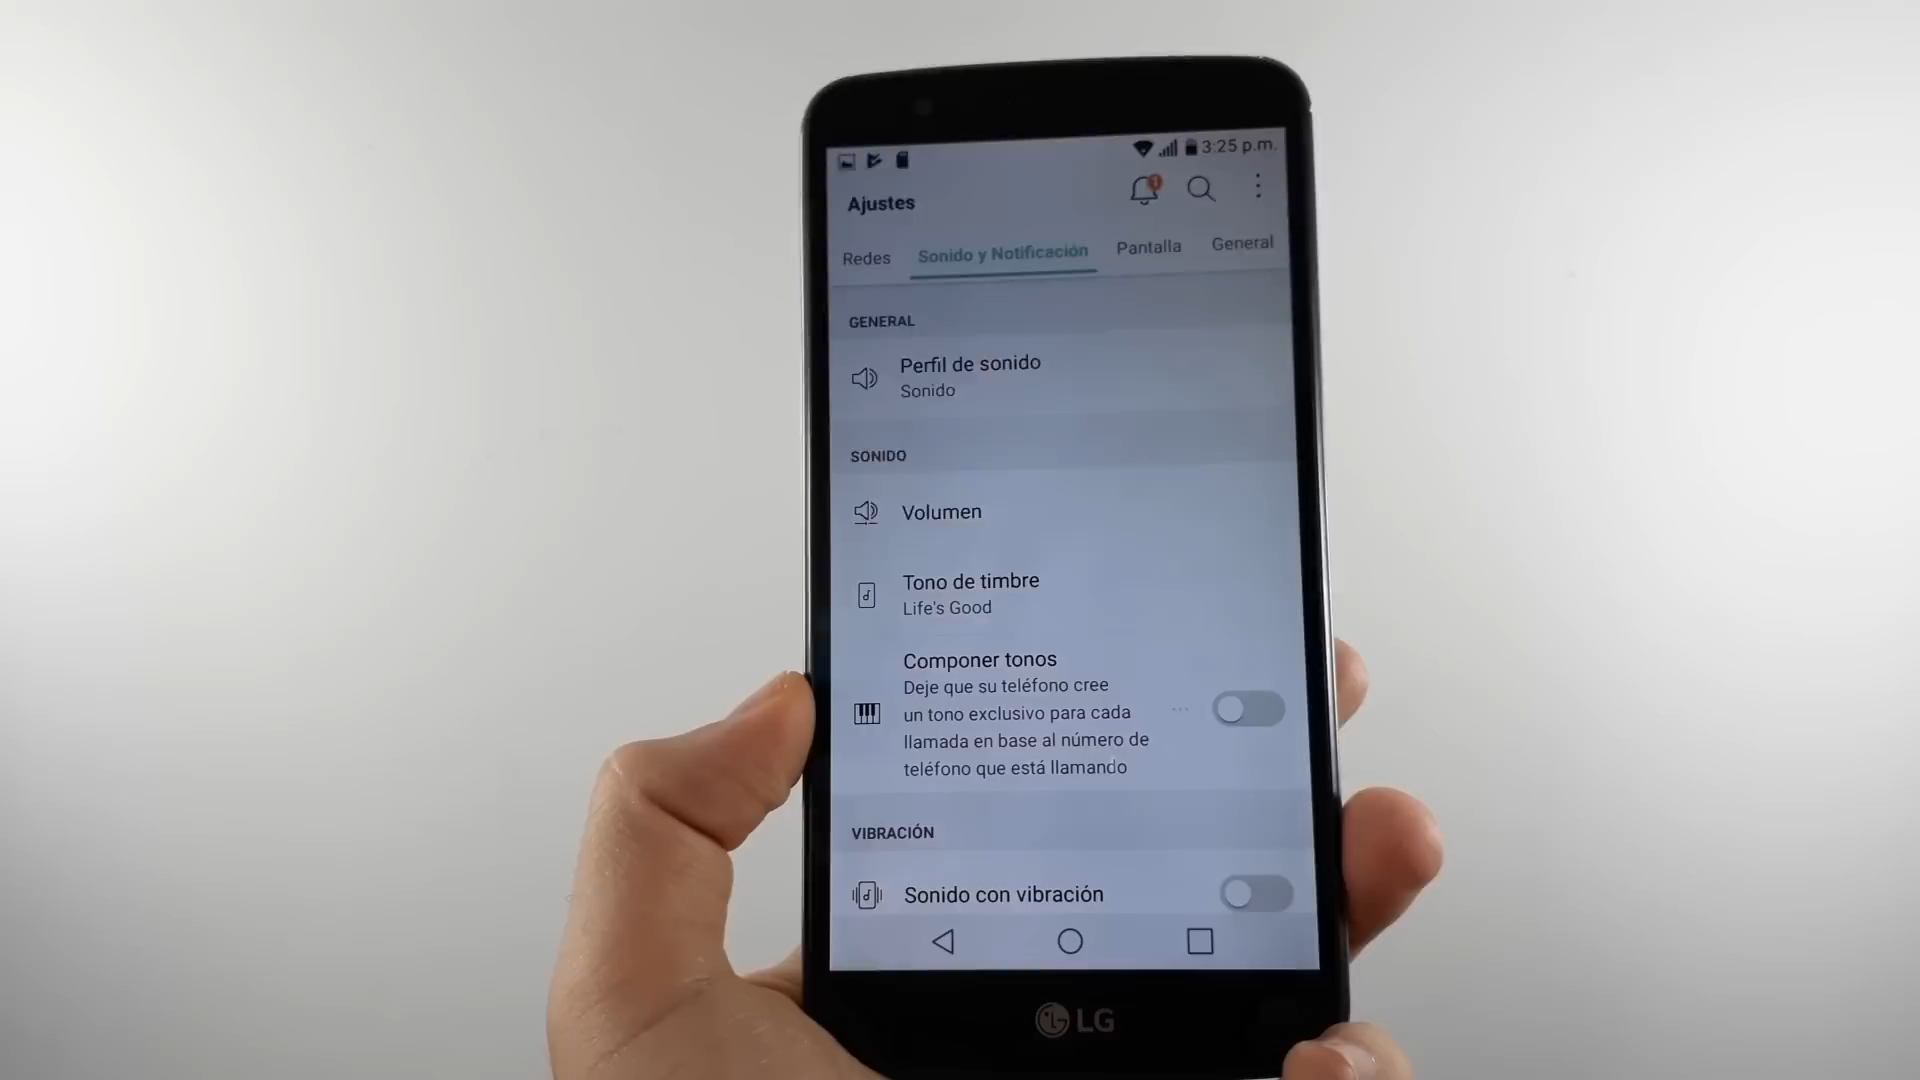 3:25 p.m.
1
Ajustes
Redes Sonido y Notificación Pantalla General
GENERAL
Perfil de sonido
Sonido
SONIDO
Volumen
Tono de timbre
Life's Good
Componer tonos
Deje que su teléfono cree
un tono exclusivo para cada
llamada en base al número de
teléfono que está llamando
VIBRACIÓN
Sonido con vibración
LG